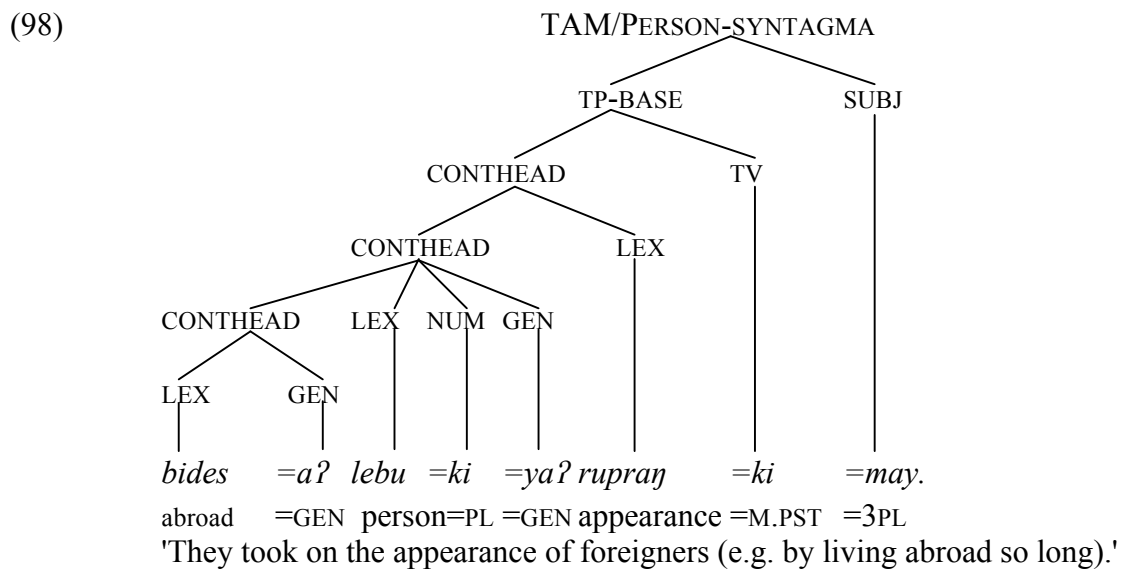 (98) TAM/PERSON-SYNTAGMA
TP-BASE SUBJ
CONTHEAD TV
CONTHEAD LEX
CONTHEAD LEX NUM GEN
LEX GEN
bides =aʔ lebu =ki =yaʔ rupraŋ =ki =may.
abroad =GEN person=PL =GEN appearance =M.PST =3PL
'They took on the appearance of foreigners (e.g. by living abroad so long).'